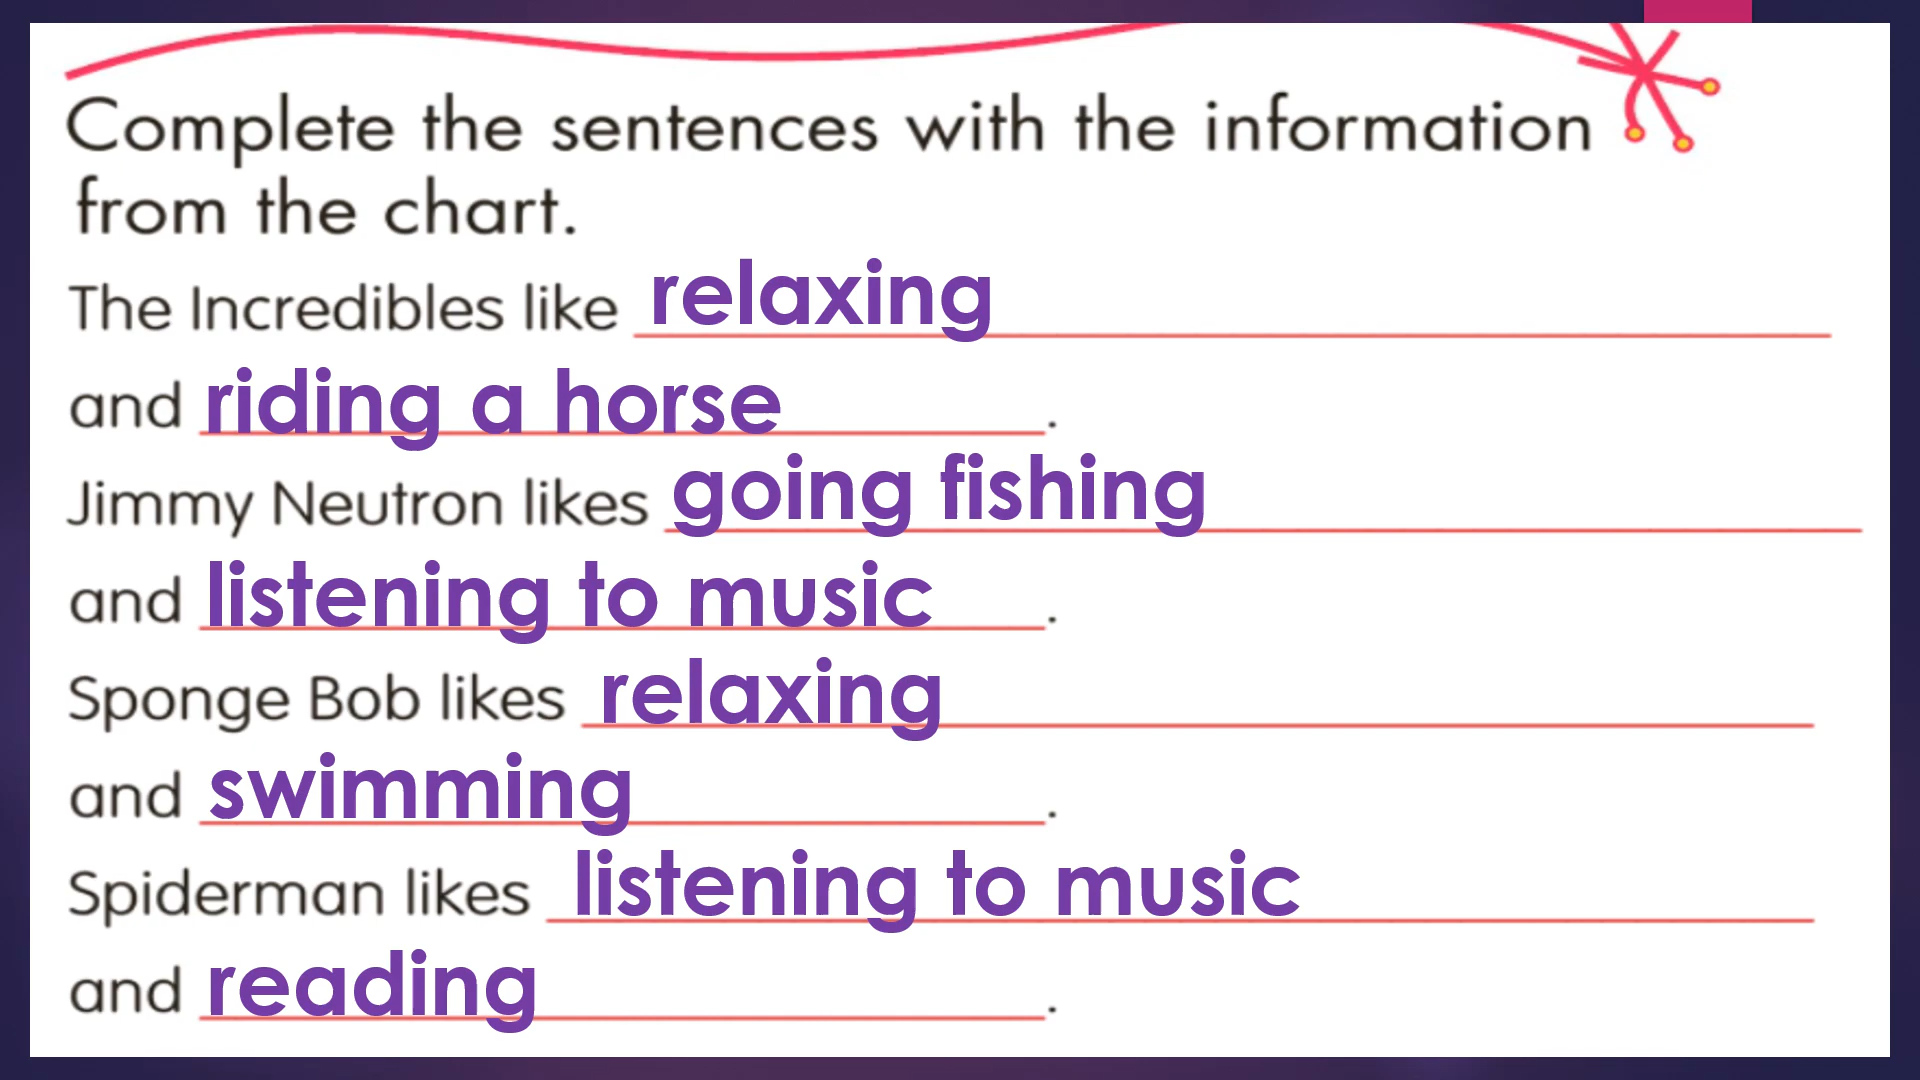 Complete the sentences with the information
from the chart.
The Incredibles like relaxing
and riding a horse.
Jimmy Neutron likes going fishing
and listening to music.
Sponge Bob likes relaxing
and swimming.
Spiderman likes listening to music
and reading.